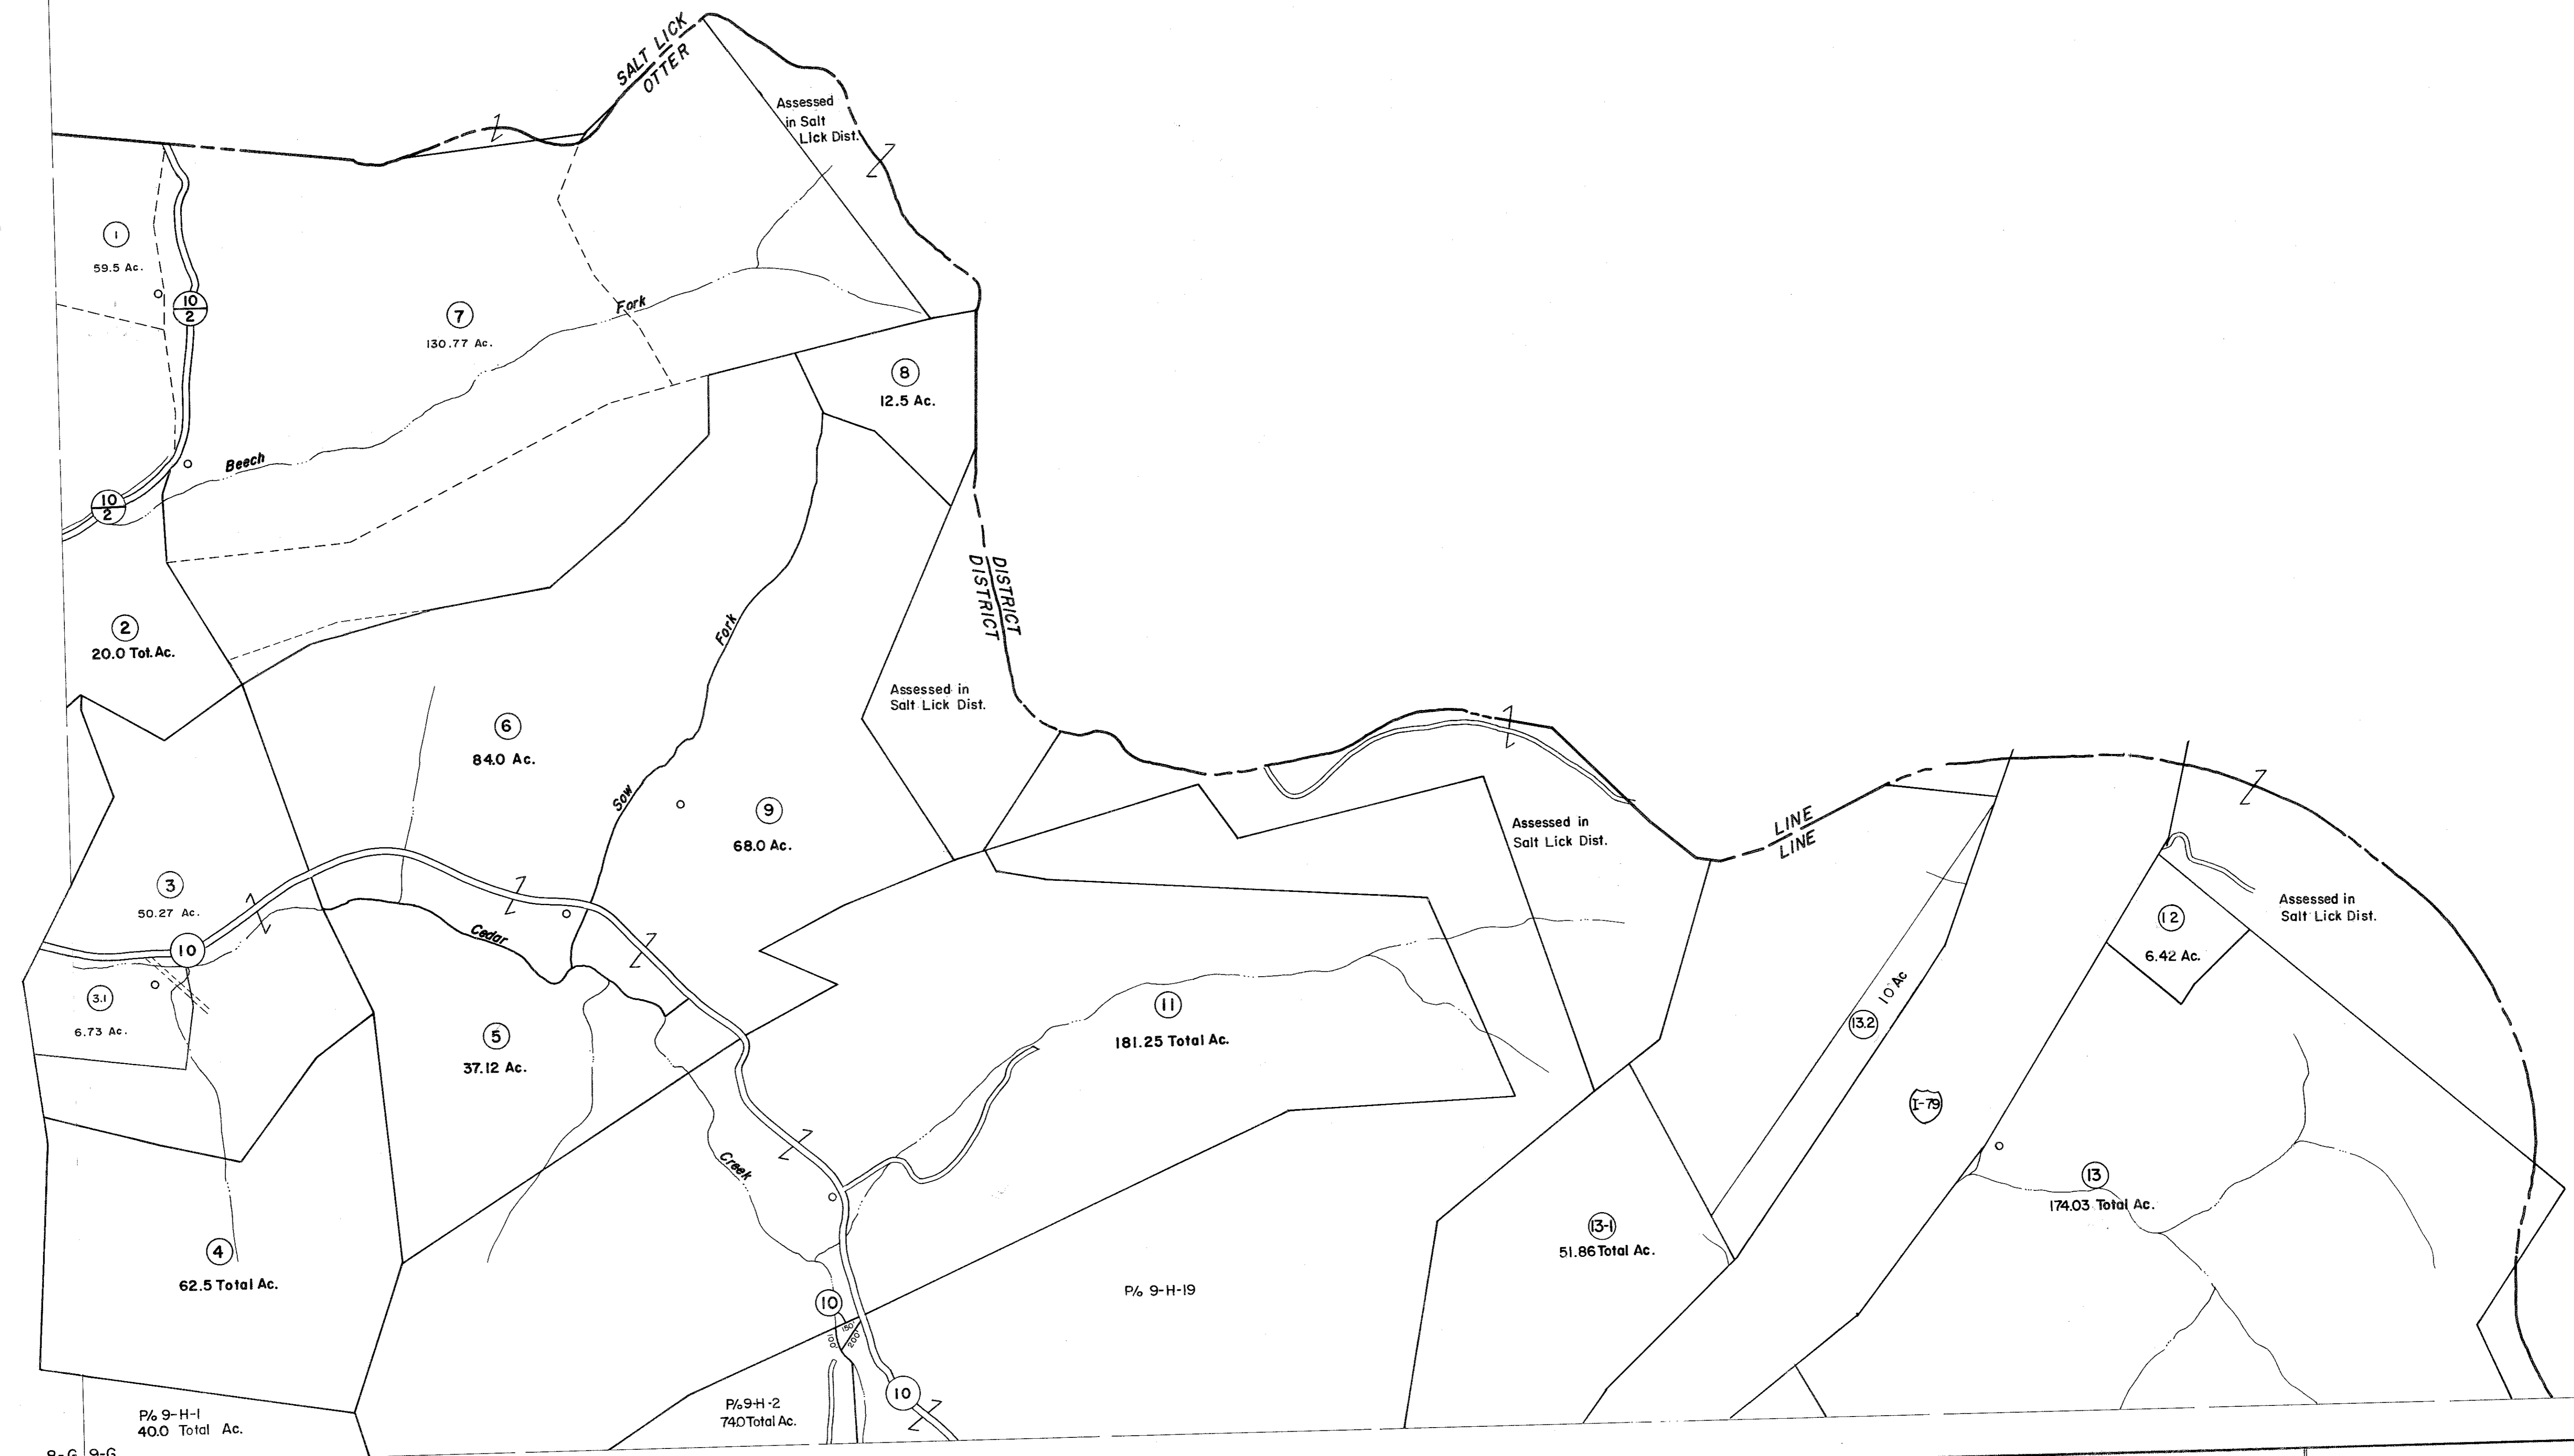 SALT LICK
OTTER
Assessed
in Salt
Lick Dist.
1
59.5 Ac.
10
2
7
130.77 Ac.
Fork
8
12.5 Ac.
Beech
10
2
DISTRICT
DISTRICT
2
20.0 Tot. Ac.
Fork
6
84.0 Ac.
Assessed in
Salt Lick Dist.
Sow
9
68.0 Ac.
Assessed in
Salt Lick Dist.
LINE
LINE
3
50.27 Ac.
10
Cedar
Assessed in
Salt Lick Dist.
12
6.42 Ac.
3.1
6.73 Ac.
5
37.12 Ac.
11
181.25 Total Ac.
10 Ac
13.2
I-79
Creek
13
174.03 Total Ac.
4
62.5 Total Ac.
13-1
51.86 Total Ac.
P/o 9-H-19
10
150'
101
200'
10
P/o 9-H-1
40.0 Total Ac.
P/o 9-H-2
74.0 Total Ac.
8-G 9-G